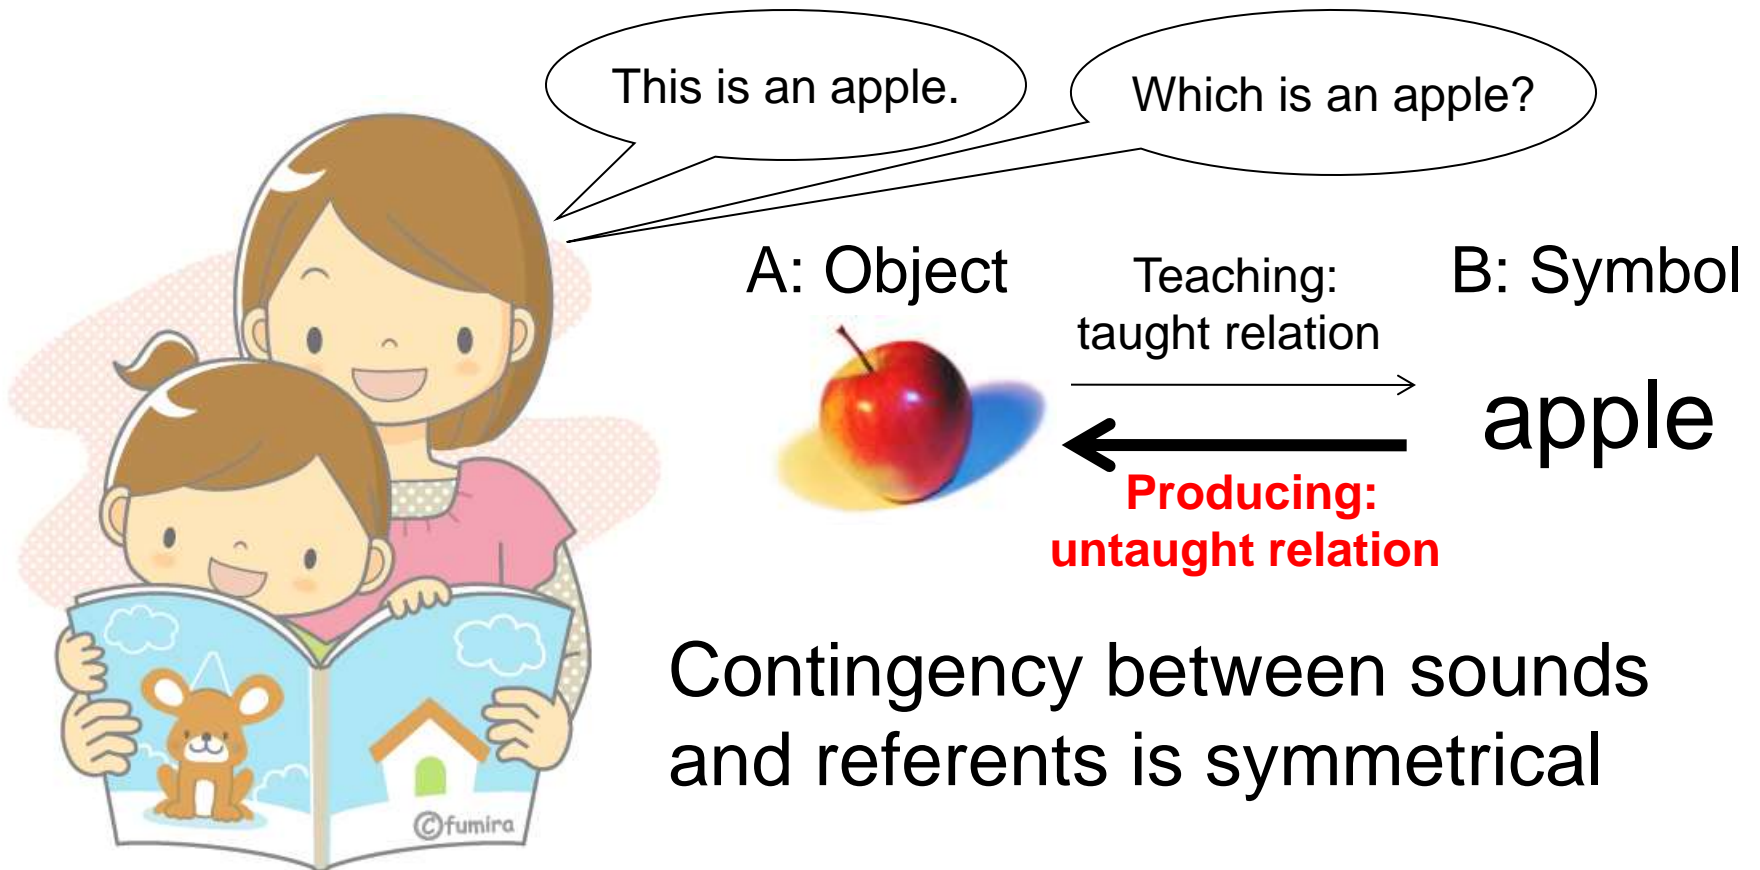 This is an apple.
Which is an apple?
A: Object
Teaching:
taught relation
B: Symbol
apple
Producing:
untaught relation
Contingency between sounds
and referents is symmetrical
©fumira